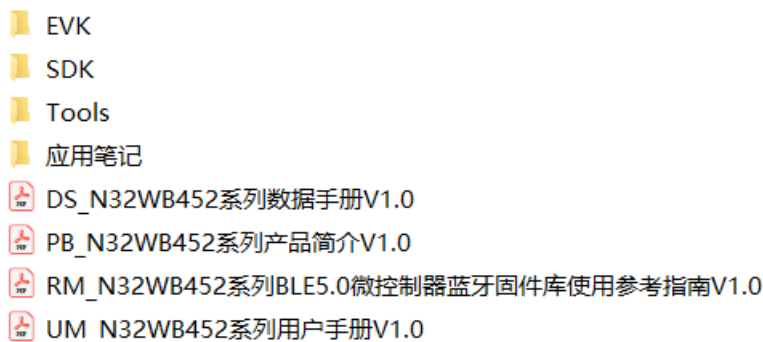 EVK
SDK
Tools
应用笔记
DS_N32WB452系列数据手册V1.0
PB_N32WB452系列产品简介V1.0
RM_N32WB452系列BLE5.0微控制器蓝牙固件库使用参考指南V1.0
UM_N32WB452系列用户手册V1.0